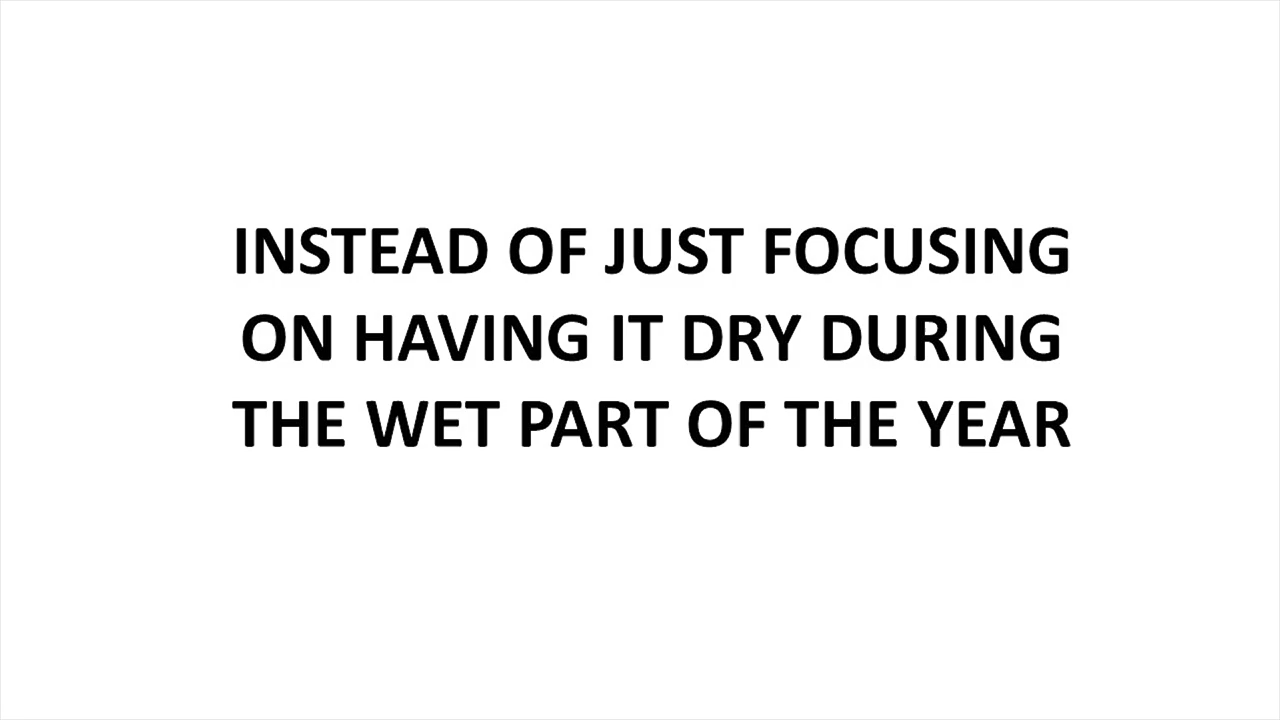 INSTEAD OF JUST FOCUSING
ON HAVING IT DRY DURING
THE WET PART OF THE YEAR